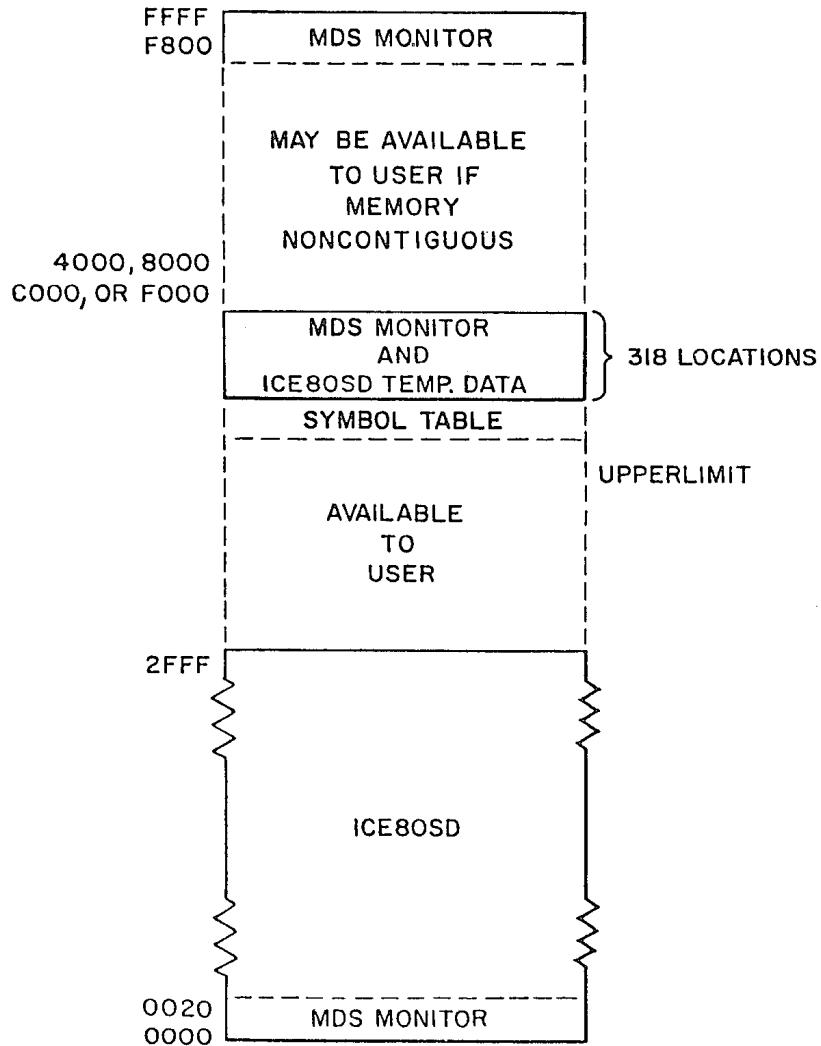 FFFF
F800
MDS MONITOR
MAY BE AVAILABLE
TO USER IF
MEMORY
NONCONTIGUOUS
4000, 8000
C000, OR F000
MDS MONITOR
AND
ICE80SD TEMP. DATA
318 LOCATIONS
SYMBOL TABLE
UPPERLIMIT
AVAILABLE
TO
USER
2FFF
ICE80SD
0020
0000
MDS MONITOR